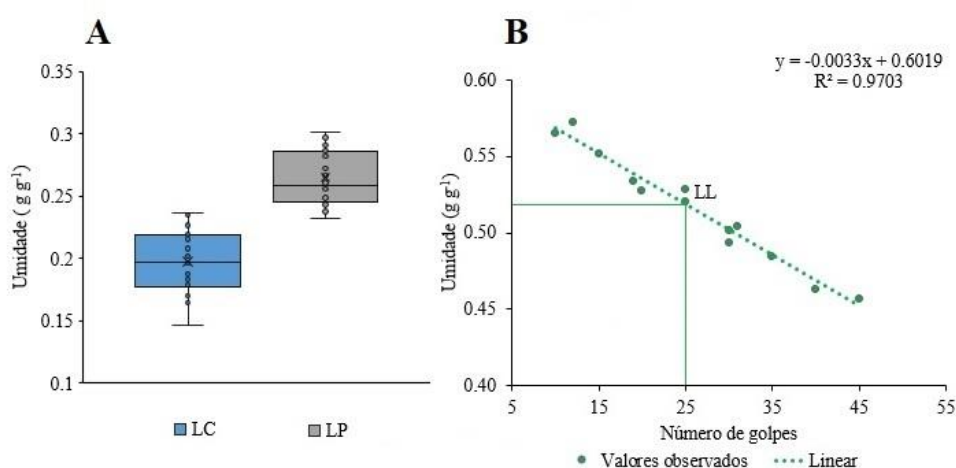 A
Umidade ( g g⁻¹)
0.35
0.3
0.25
0.2
0.15
0.1
LC
LP
B
y = -0.0033x + 0.6019
R² = 0.9703
Umidade (g g⁻¹)
0.60
0.55
0.50
0.45
0.40
LL
5 15 25 35 45 55
Número de golpes
Valores observados Linear